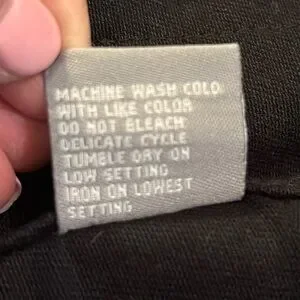 MACHINE WASH COLD
WITH LIKE COLOR
DO NOT BLEACH
DELICATE CYCLE
TUMBLE DRY ON
LOW SETTING
IRON ON LOWEST
SETTING